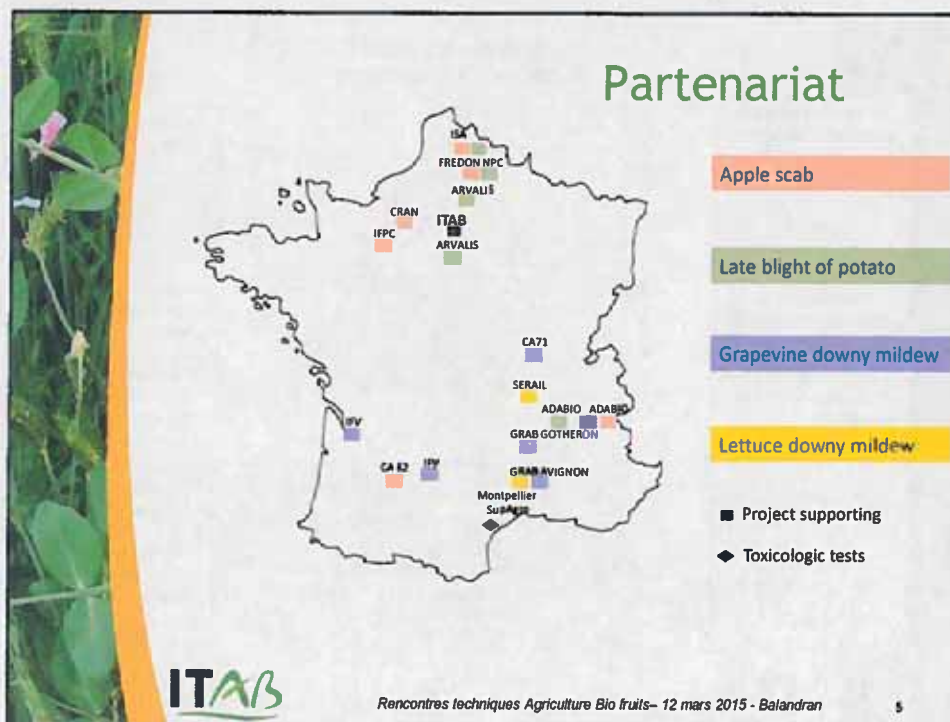 Partenariat
ISA
FREDON NPC
ARVALIS
CRAN
ITAB
IFPC
ARVALIS
CA71
SERAIL
ADABIO ADABIO
GRAB GOTHERON
IFV
IFV
GRAB AVIGNON
Montpellier
SupAgro
Apple scab
Late blight of potato
Grapevine downy mildew
Lettuce downy mildew
Project supporting
Toxicologic tests
ITAB
Rencontres techniques Agriculture Bio fruits– 12 mars 2015 - Balandran
5